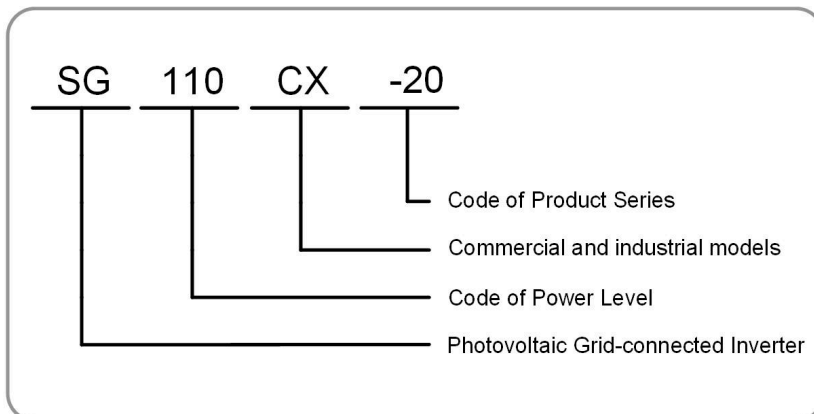 SG 110 CX -20
Code of Product Series
Commercial and industrial models
Code of Power Level
Photovoltaic Grid-connected Inverter